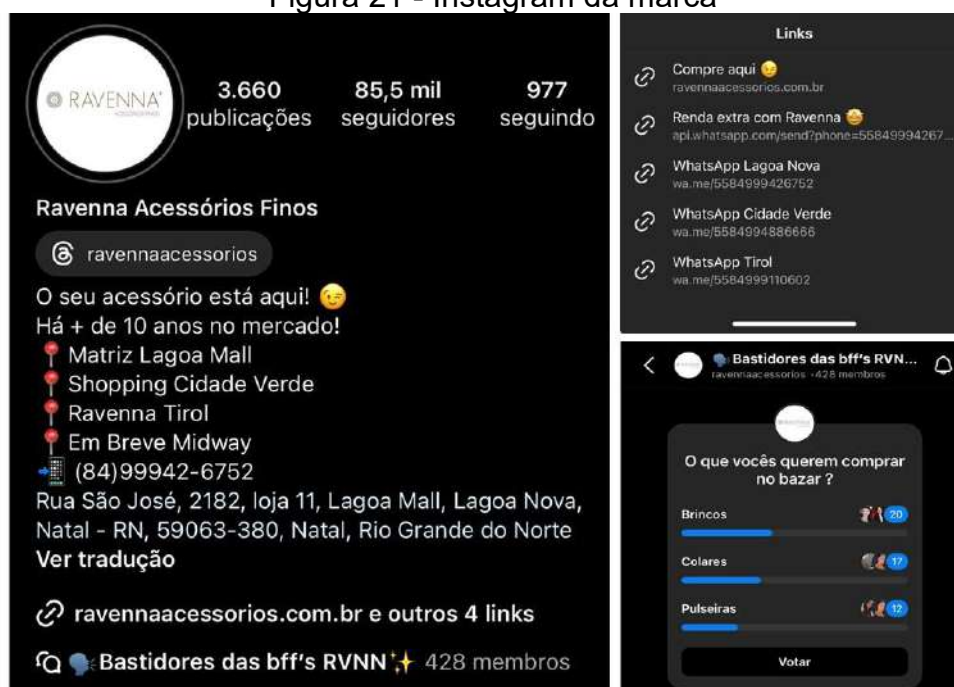 Figura 21 - Instagram da marca
RAVENNA
3.660
publicações
85,5 mil
seguidores
977
seguindo
Ravenna Acessórios Finos
ravennaacessorios
O seu acessório está aqui! 😉
Há + de 10 anos no mercado!
📍 Matriz Lagoa Mall
📍 Shopping Cidade Verde
📍 Ravenna Tirol
📍 Em Breve Midway
📲 (84)99942-6752
Rua São José, 2182, loja 11, Lagoa Mall, Lagoa Nova,
Natal - RN, 59063-380, Natal, Rio Grande do Norte
Ver tradução
ravennaacessorios.com.br e outros 4 links
🗣️Bastidores das bff's RVNN✨ 428 membros
Links
Compre aqui 😉
ravennaacessorios.com.br
Renda extra com Ravenna 🤩
api.whatsapp.com/send?phone=55849994267...
WhatsApp Lagoa Nova
wa.me/5584999426752
WhatsApp Cidade Verde
wa.me/5584994886666
WhatsApp Tirol
wa.me/5584999110602
🗣️ Bastidores das bff's RVN...
ravennaacessorios · 428 membros
O que vocês querem comprar
no bazar ?
Brincos 20
Colares 17
Pulseiras 12
Votar